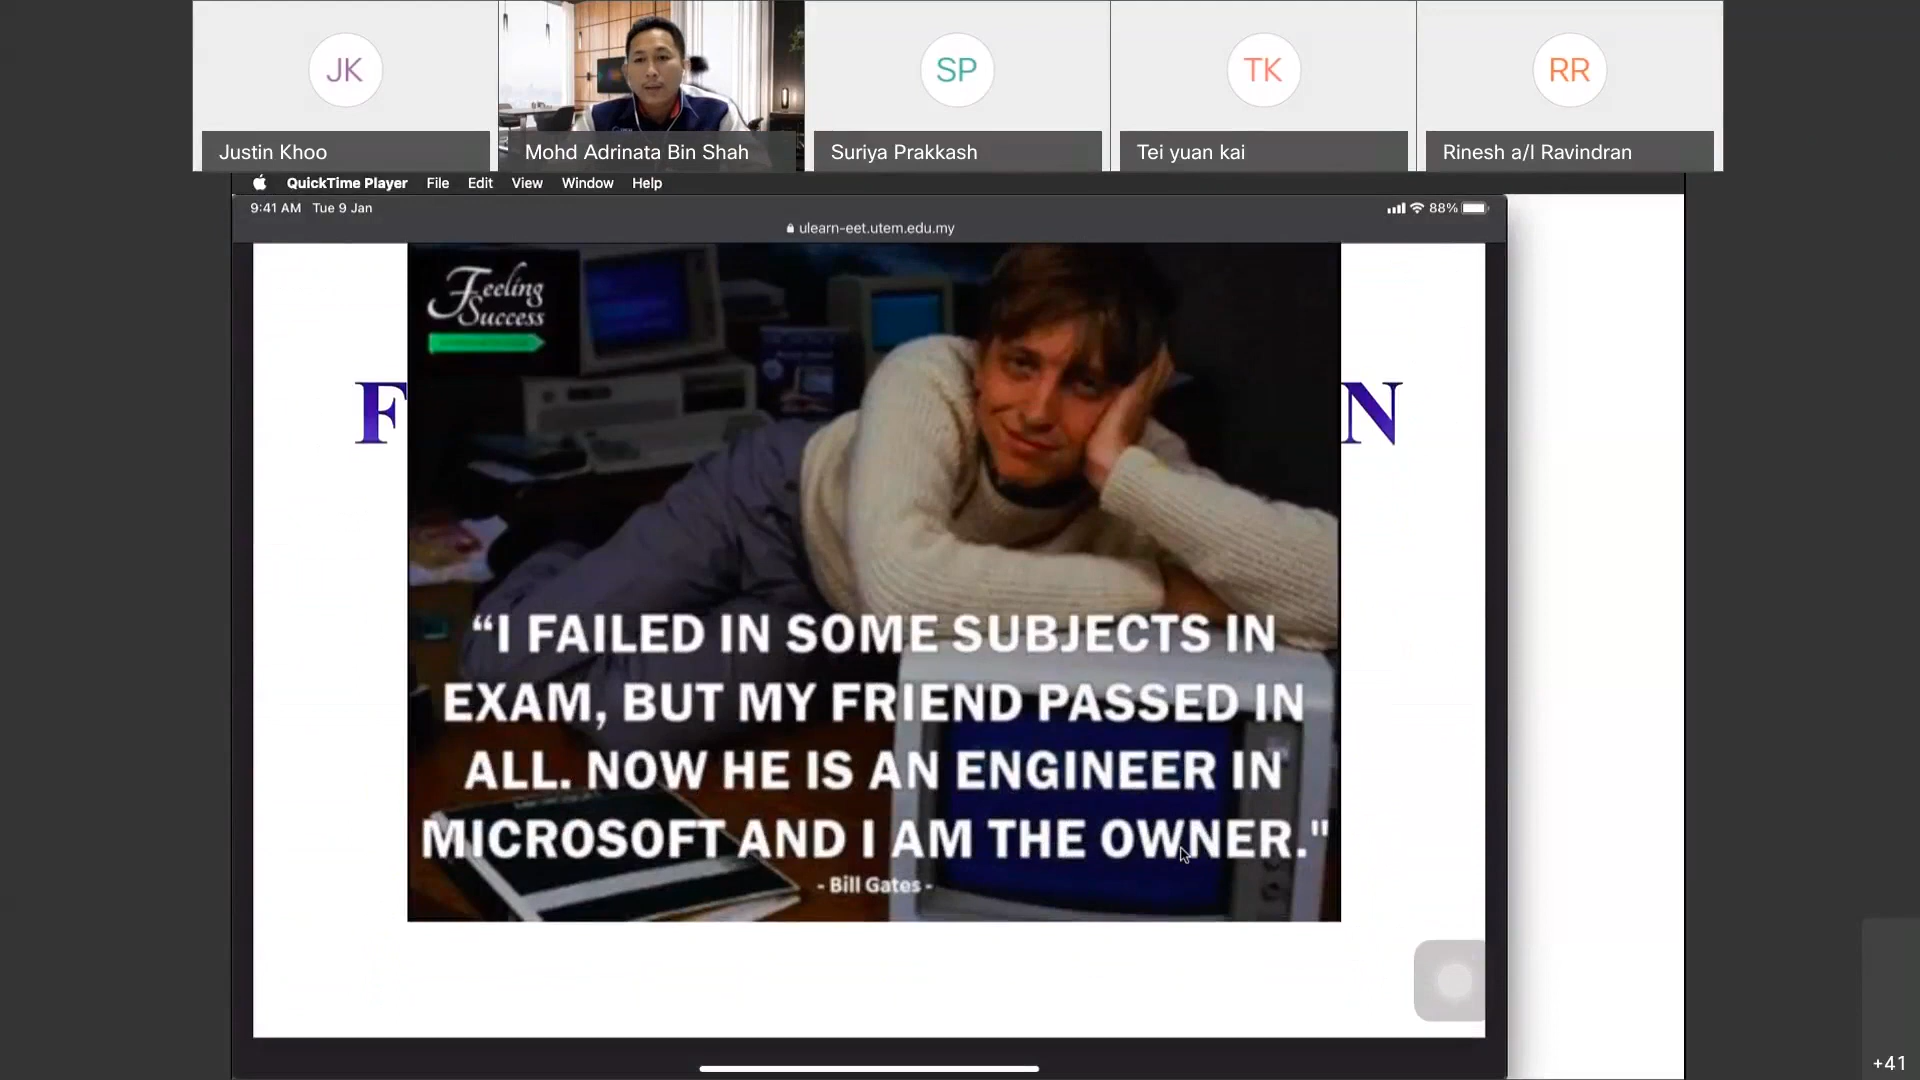 JK
SP
TK
RR
Justin Khoo
Mohd Adrinata Bin Shah
Suriya Prakkash
Tei yuan kai
Rinesh a/l Ravindran
QuickTime Player File Edit View Window Help
9:41 AM Tue 9 Jan
88%
ulearn-eet.utem.edu.my
Feeling
Success
F
N
“I FAILED IN SOME SUBJECTS IN
EXAM, BUT MY FRIEND PASSED IN
ALL. NOW HE IS AN ENGINEER IN
MICROSOFT AND I AM THE OWNER."
- Bill Gates -
+41